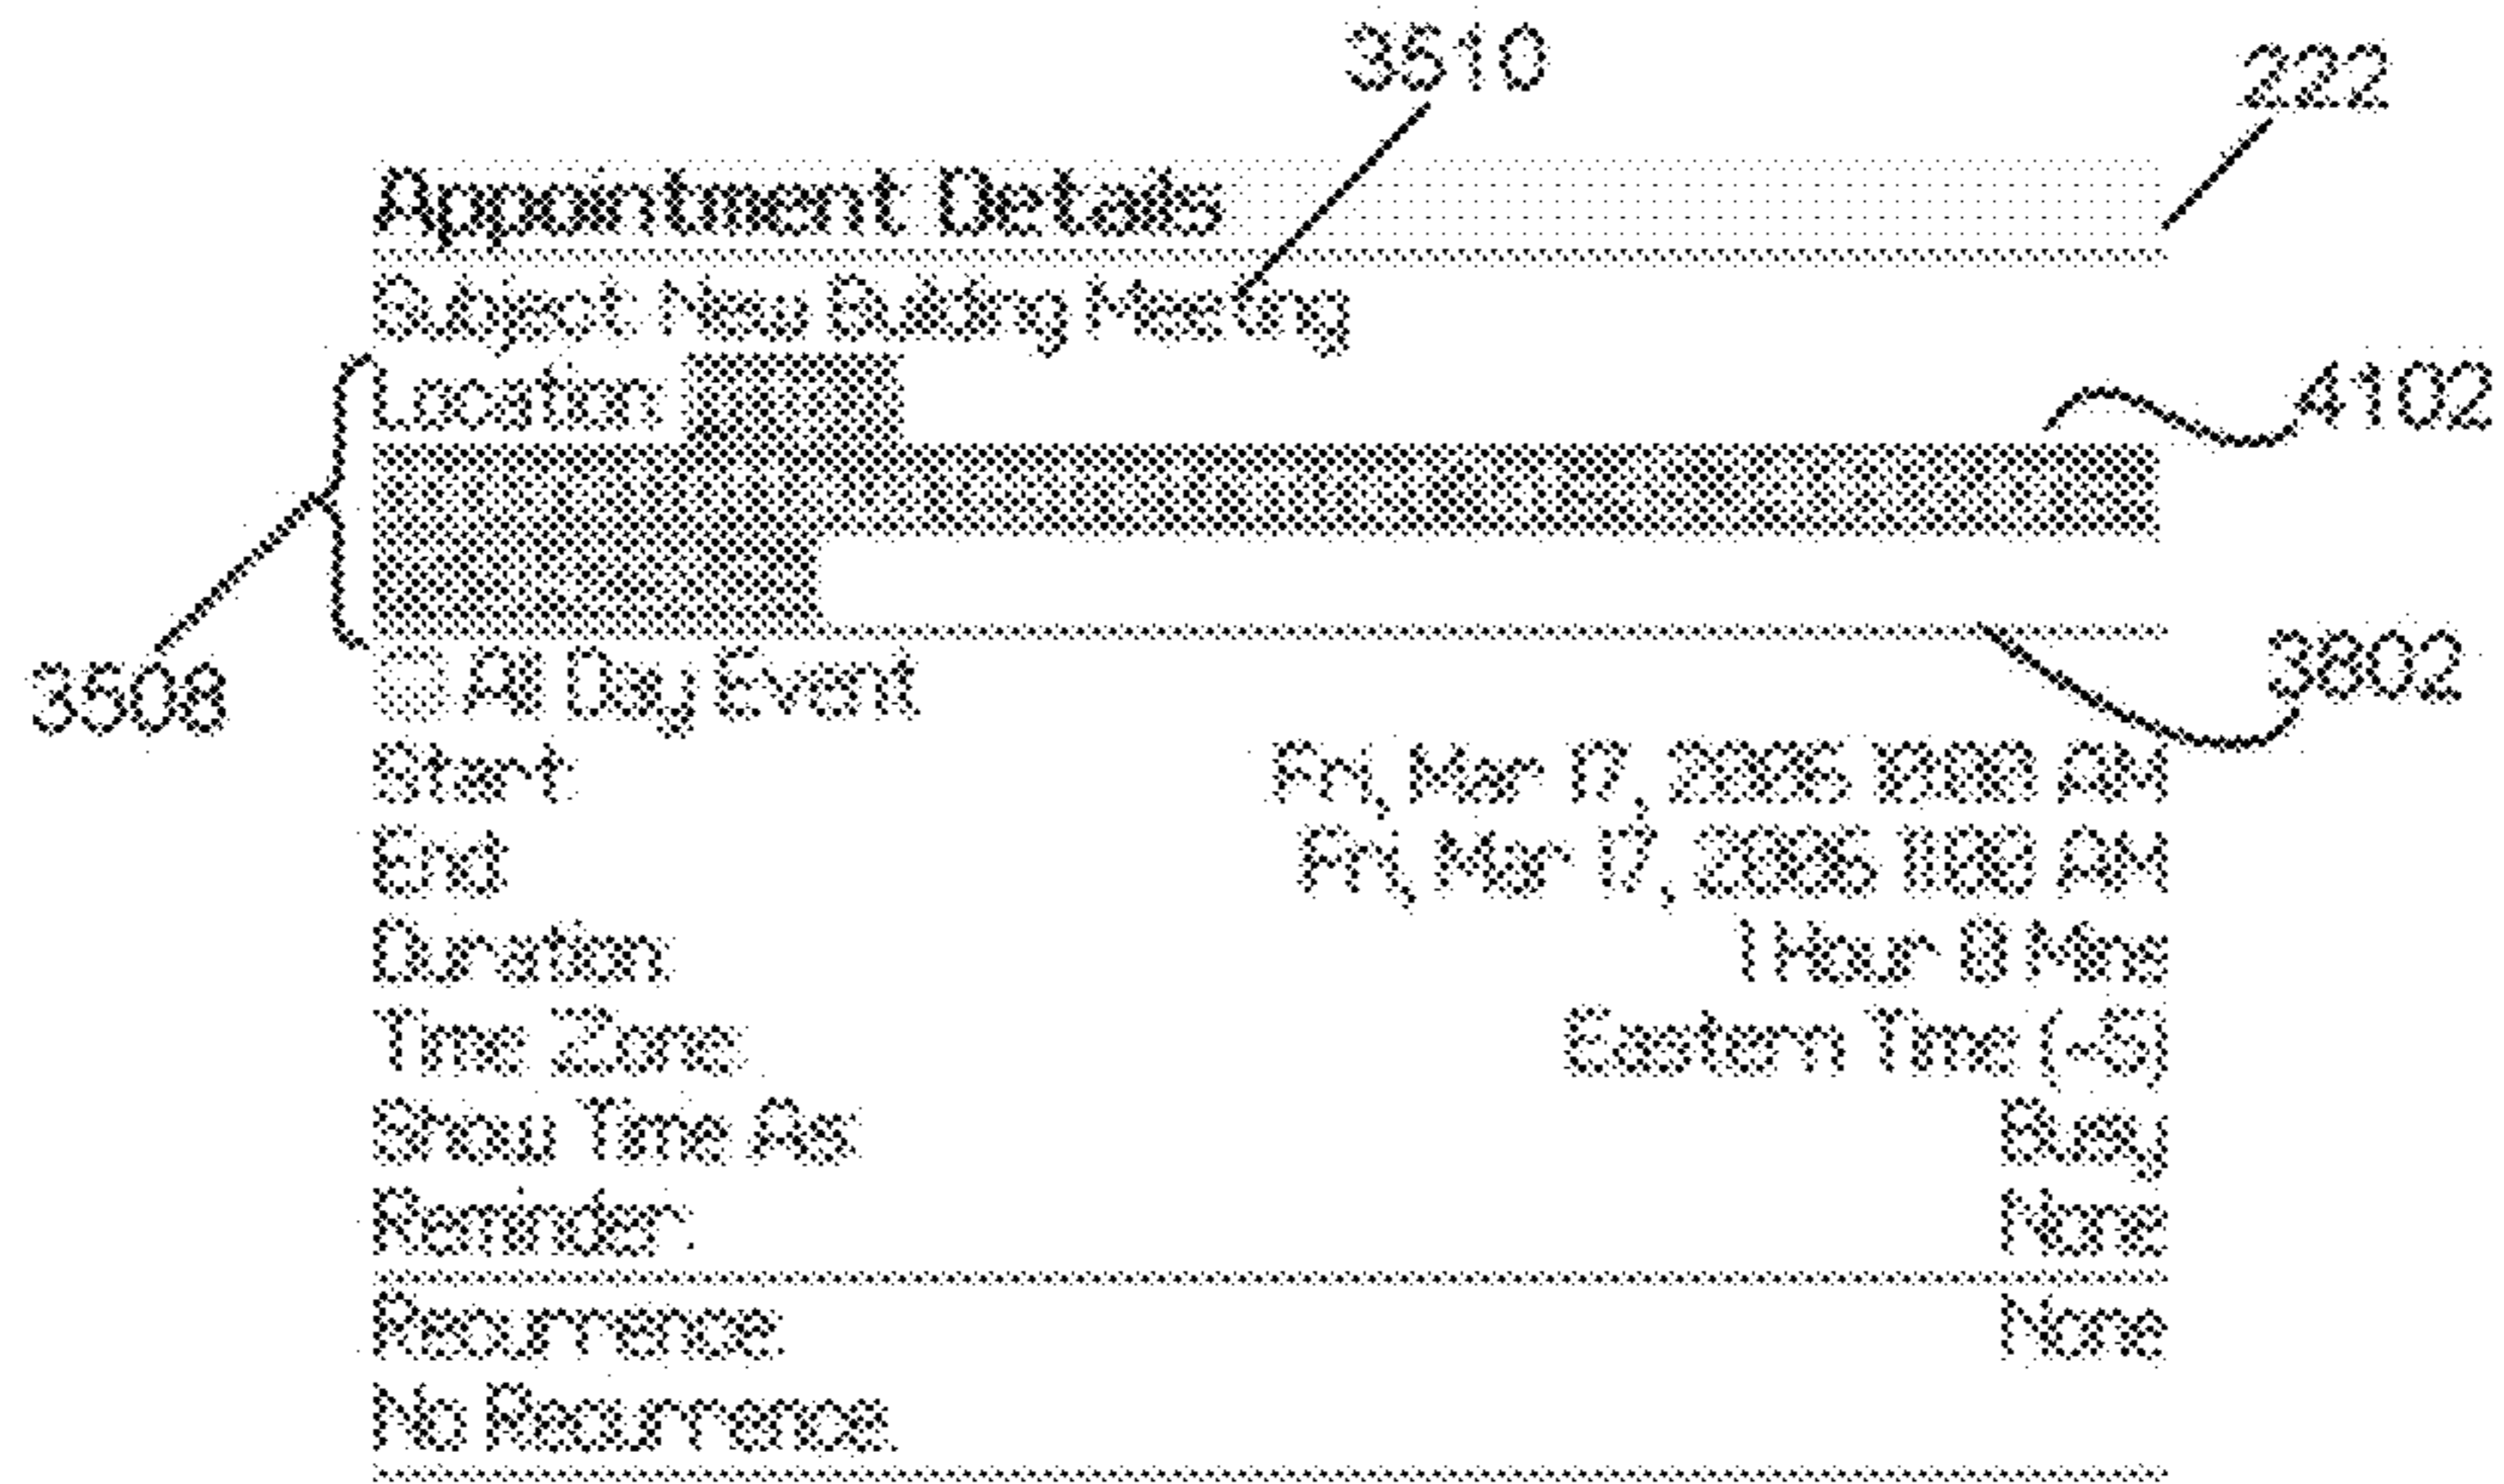 3510
222
Appointment Details
Subject: New Building Meeting
4102
Location:
3508
3802
All Day Event
Start: Fri, Mar 17, 2006 10:00 AM
End: Fri, Mar 17, 2006 11:00 AM
Duration: 1 Hour 0 Mins
Time Zone: Eastern Time (-5)
Show Time As: Busy
Reminder: None
Recurrence: None
No Recurrence.